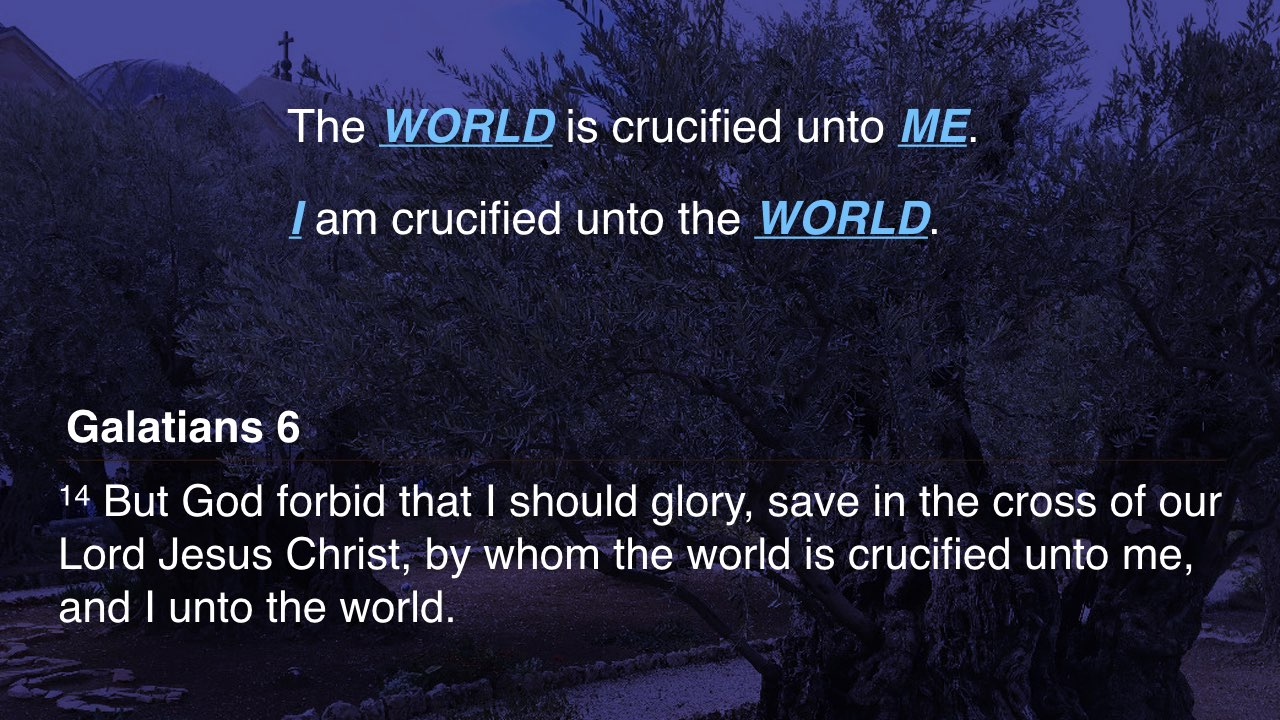 The WORLD is crucified unto ME.
I am crucified unto the WORLD.
Galatians 6
14 But God forbid that I should glory, save in the cross of our
Lord Jesus Christ, by whom the world is crucified unto me,
and I unto the world.